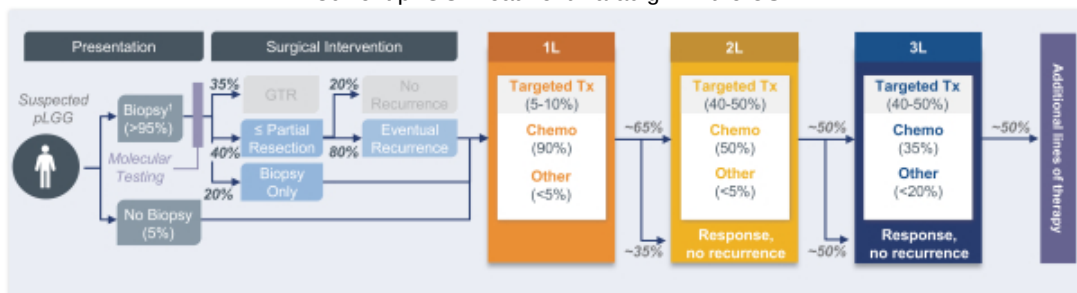 Presentation
Surgical Intervention
Suspected
pLGG
Biopsy†
(>95%)
Molecular
Testing
No Biopsy
(5%)
35%
40%
20%
GTR
≤ Partial
Resection
Biopsy
Only
20%
80%
No
Recurrence
Eventual
Recurrence
1L
Targeted Tx
(5-10%)
Chemo
(90%)
Other
(<5%)
~65%
~35%
2L
Targeted Tx
(40-50%)
Chemo
(50%)
Other
(<5%)
Response,
no recurrence
~50%
~50%
3L
Targeted Tx
(40-50%)
Chemo
(35%)
Other
(<20%)
Response,
no recurrence
~50%
Additional lines of therapy